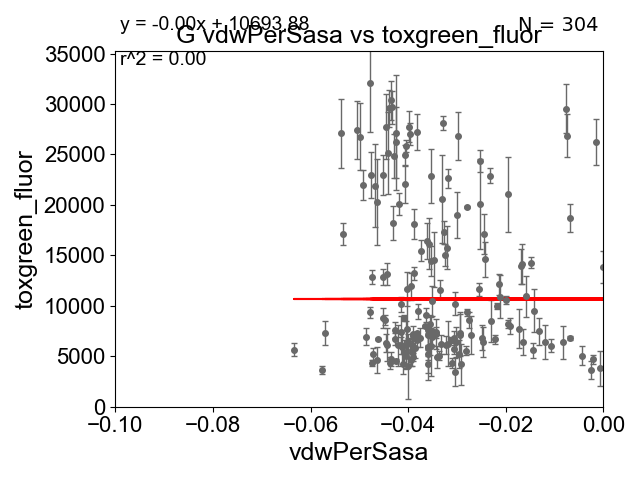 y = -0.00x + 10693.88
N = 304
G vdwPerSasa vs toxgreen_fluor
r^2 = 0.00
35000
30000
25000
20000
15000
10000
5000
0
toxgreen_fluor
−0.10
−0.08
−0.06
−0.04
−0.02
0.00
vdwPerSasa